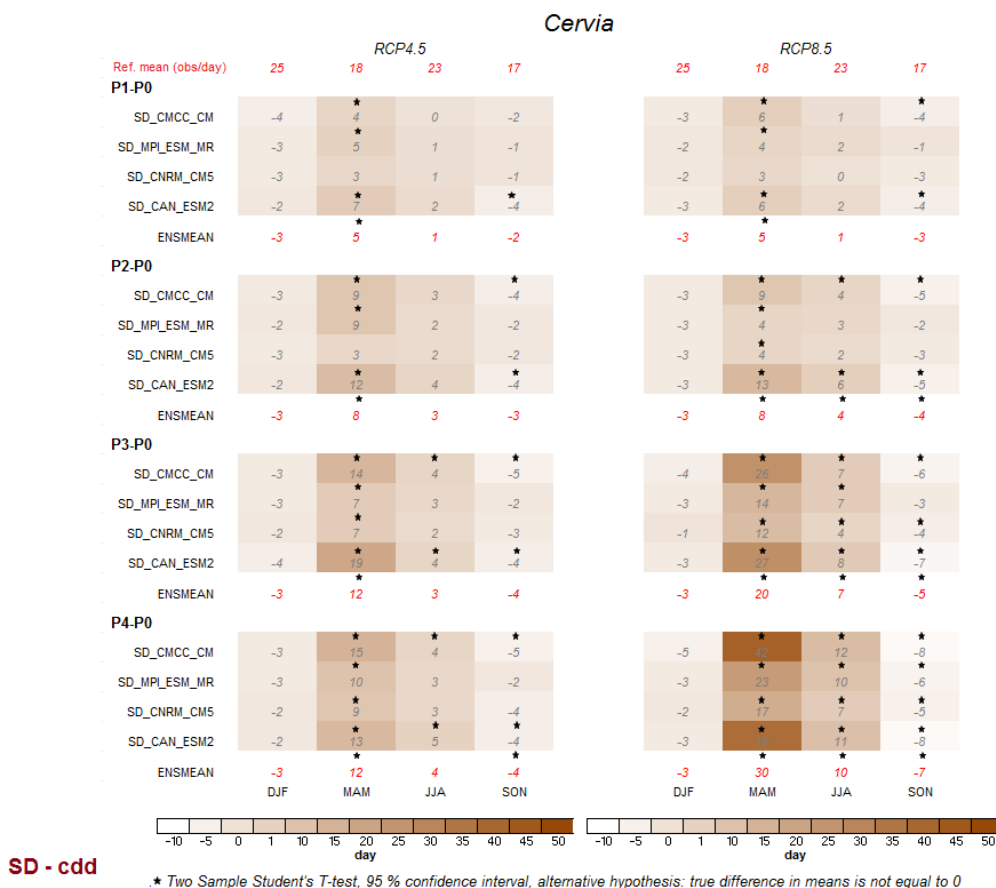 Cervia
RCP4.5 RCP8.5
Ref. mean (obs/day) 25 18 23 17 25 18 23 17
P1-P0
SD_CMCC_CM -4 4 0 -2 -3 6 1 -4
SD_MPI_ESM_MR -3 5 1 -1 -2 4 2 -1
SD_CNRM_CM5 -3 3 1 -1 -2 3 0 -3
SD_CAN_ESM2 -2 7 2 -4 -3 6 2 -4
ENSMEAN -3 5 1 -2 -3 5 1 -3
P2-P0
SD_CMCC_CM -3 9 3 -4 -3 9 4 -5
SD_MPI_ESM_MR -2 9 2 -2 -3 4 3 -2
SD_CNRM_CM5 -3 3 2 -2 -3 4 2 -3
SD_CAN_ESM2 -2 12 4 -4 -3 13 6 -5
ENSMEAN -3 8 3 -3 -3 8 4 -4
P3-P0
SD_CMCC_CM -3 14 4 -5 -4 26 7 -6
SD_MPI_ESM_MR -3 7 3 -2 -3 14 7 -3
SD_CNRM_CM5 -2 7 2 -3 -1 12 4 -4
SD_CAN_ESM2 -4 19 4 -4 -3 27 8 -7
ENSMEAN -3 12 3 -4 -3 20 7 -5
P4-P0
SD_CMCC_CM -3 15 4 -5 -5 42 12 -8
SD_MPI_ESM_MR -3 10 3 -2 -3 23 10 -6
SD_CNRM_CM5 -2 9 3 -4 -2 17 7 -5
SD_CAN_ESM2 -2 13 5 -4 -3 11 -8
ENSMEAN -3 12 4 -4 -3 30 10 -7
DJF MAM JJA SON DJF MAM JJA SON
-10 -5 0 1 10 15 20 25 30 35 40 45 50 -10 -5 0 1 10 15 20 25 30 35 40 45 50
day day
SD - cdd
.★ Two Sample Student's T-test, 95 % confidence interval, alternative hypothesis: true difference in means is not equal to 0